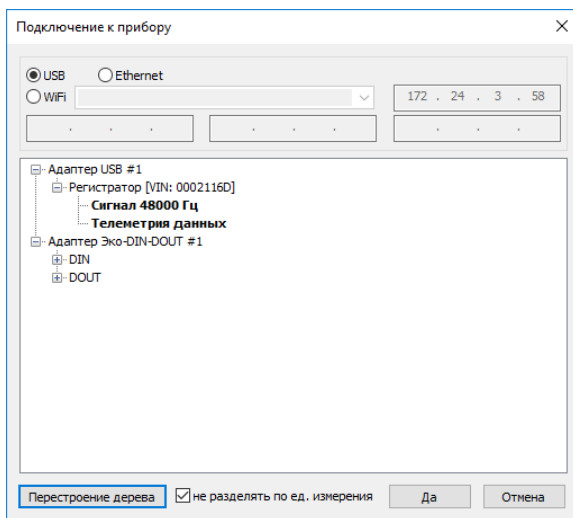 Подключение к прибору
USB Ethernet
WiFi 172 . 24 . 3 . 58
. . . . . . . . .
Адаптер USB #1
Регистратор [VIN: 0002116D]
Сигнал 48000 Гц
Телеметрия данных
Адаптер Эко-DIN-DOUT #1
DIN
DOUT
Перестроение дерева не разделять по ед. измерения Да Отмена